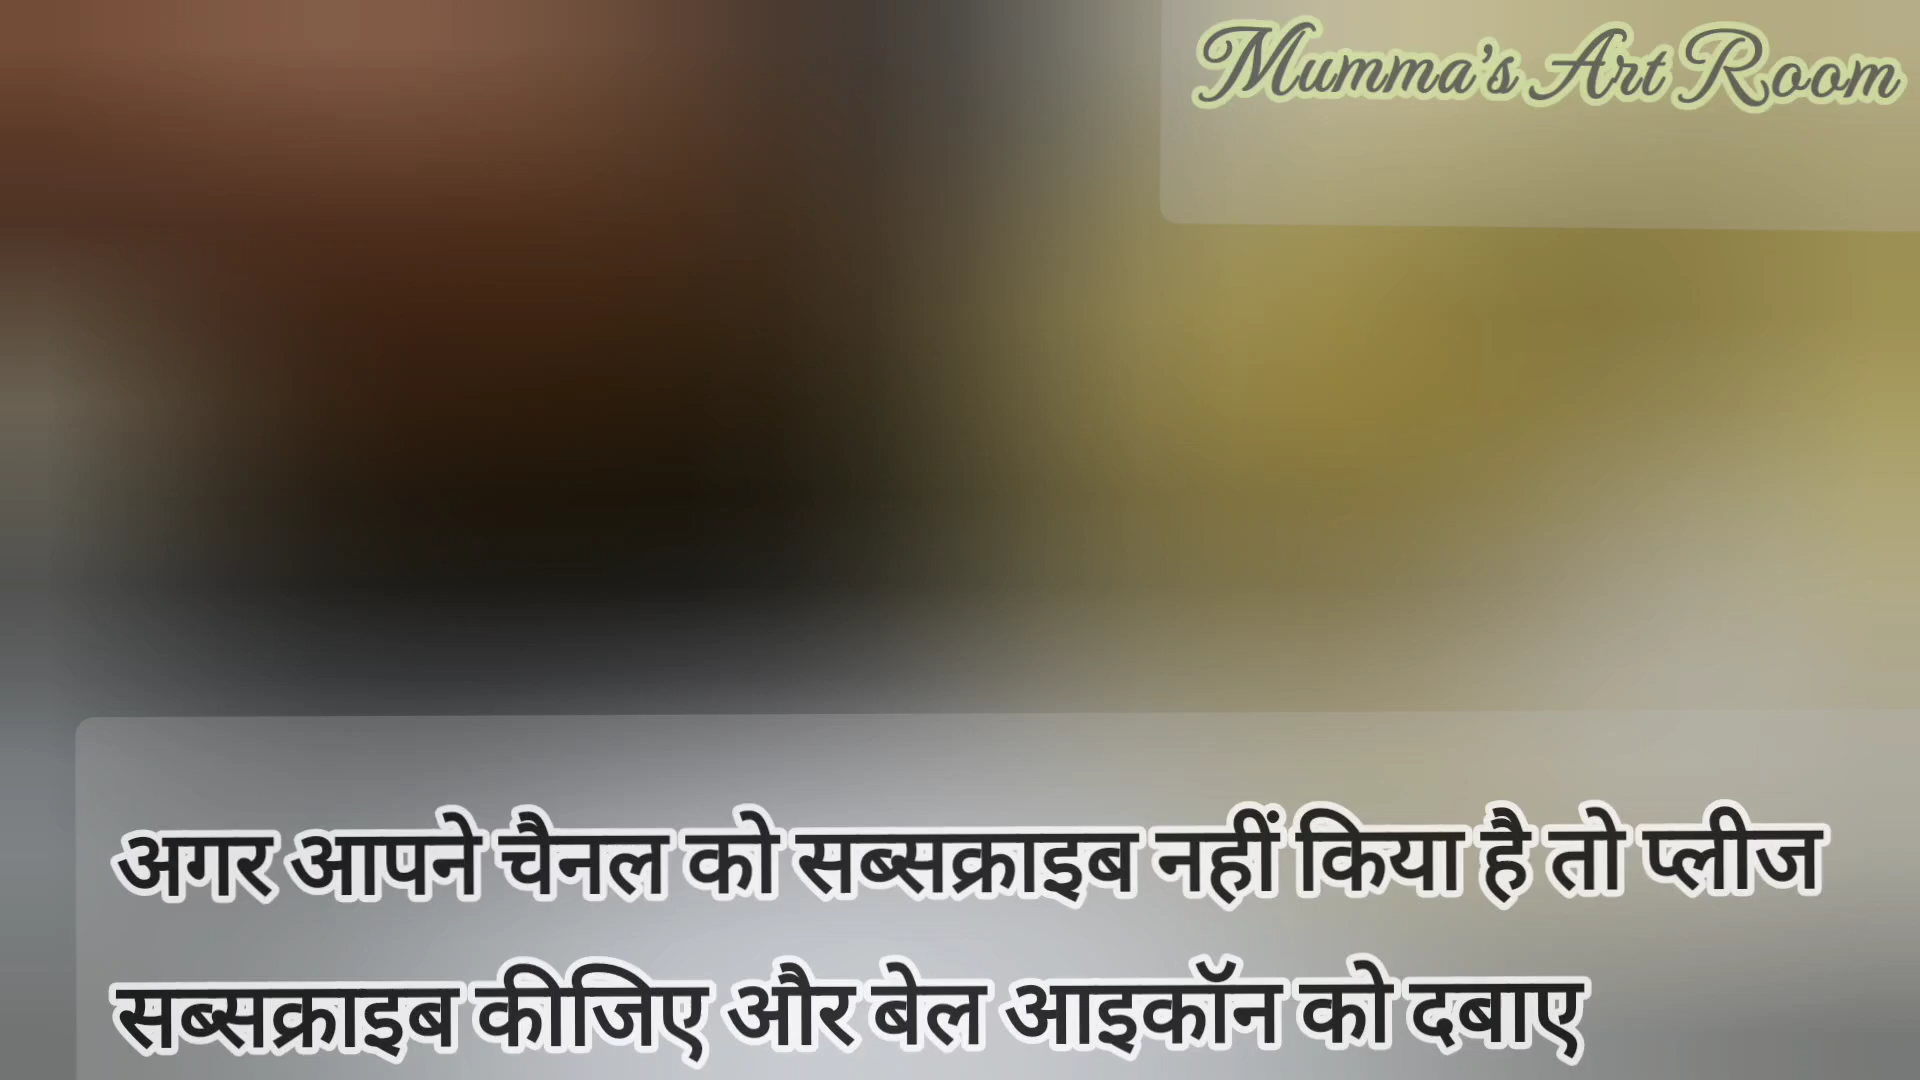 Mumma's Art Room
अगर आपने चैनल को सब्सक्राइब नहीं किया है तो प्लीज
सब्सक्राइब कीजिए और बेल आइकॉन को दबाए